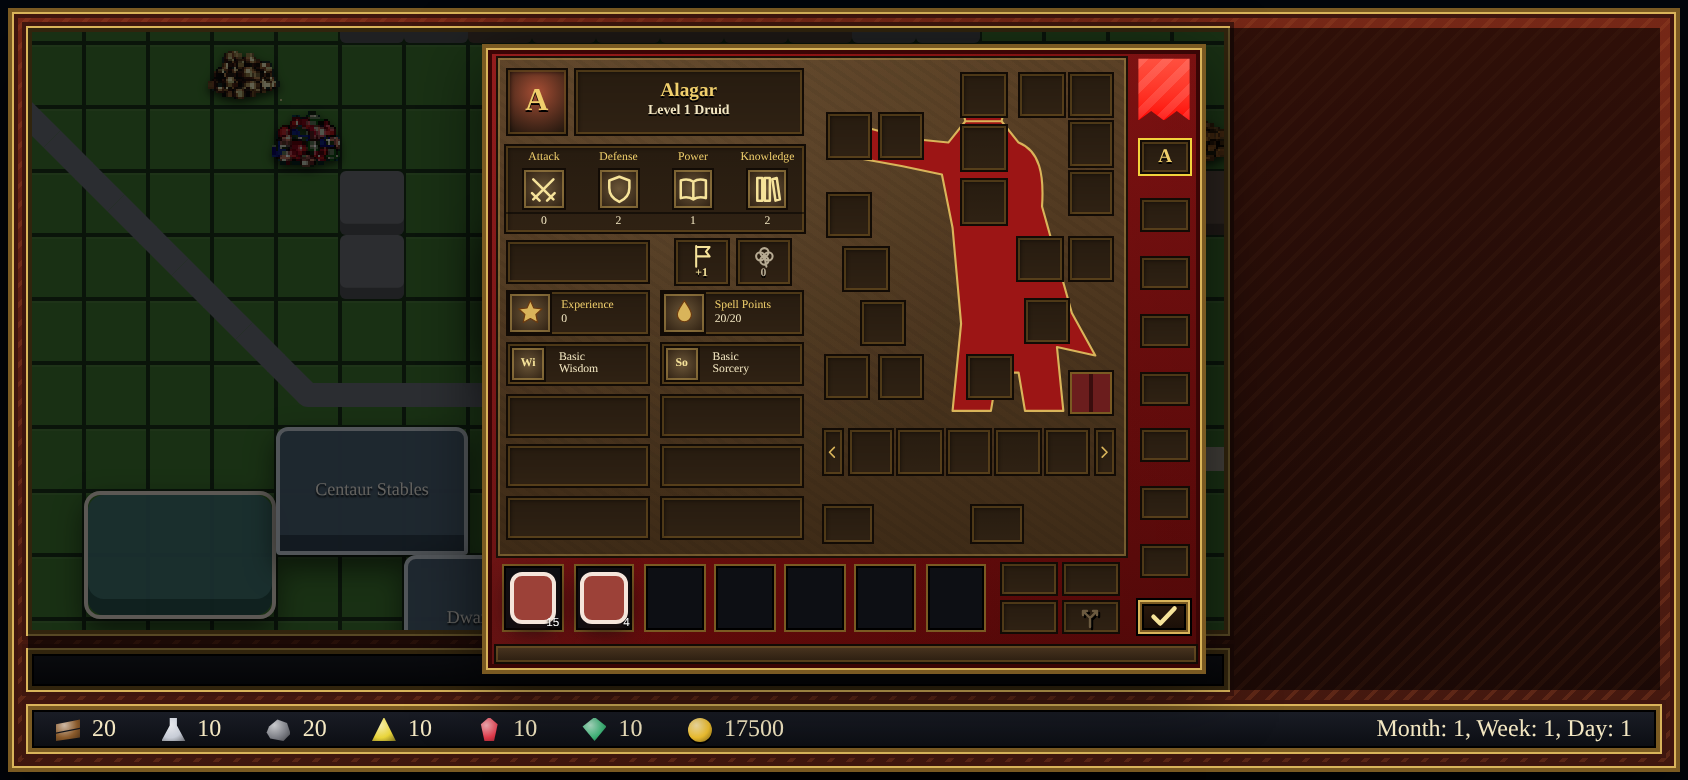 A
Alagar
Level 1 Druid
Attack
Defense
Power
Knowledge
0
2
1
2
+1
0
Experience
0
Spell Points
20/20
Wi
Basic
Wisdom
So
Basic
Sorcery
A
Centaur Stables
15
4
20
10
20
10
10
10
17500
Month: 1, Week: 1, Day: 1